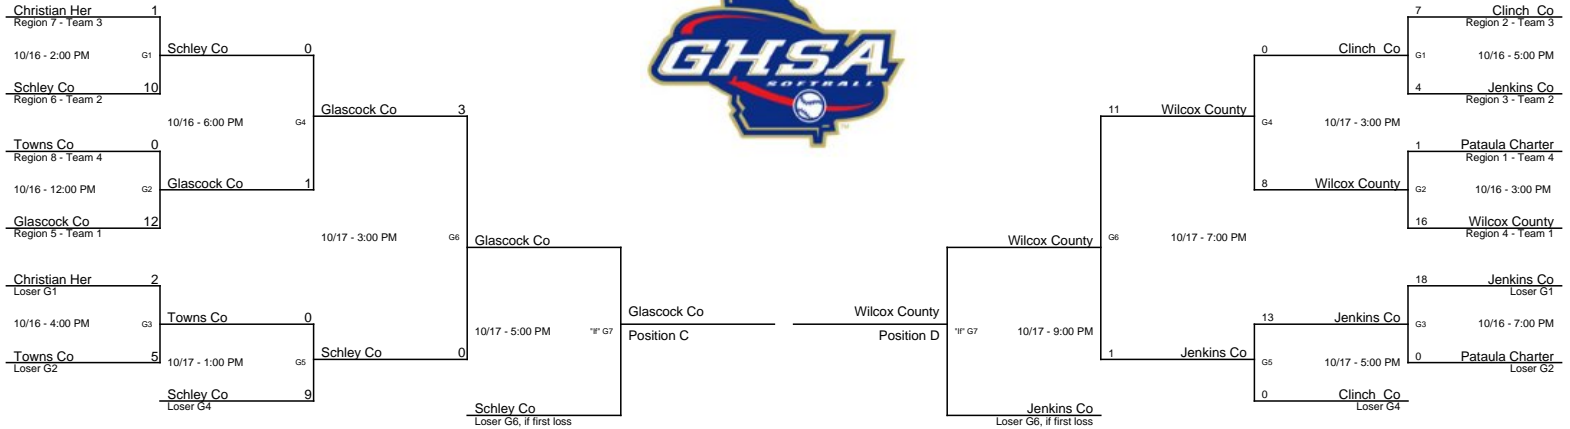 Christian Her 1
Region 7 - Team 3
10/16 - 2:00 PM G1
Schley Co 0
Schley Co 10
Region 6 - Team 2
10/16 - 6:00 PM G4
Glascock Co 3
Towns Co 0
Region 8 - Team 4
10/16 - 12:00 PM G2
Glascock Co 1
Glascock Co 12
Region 5 - Team 1
10/17 - 3:00 PM G6
Glascock Co
Christian Her 2
Loser G1
10/16 - 4:00 PM G3
Towns Co 0
Towns Co 5
Loser G2
10/17 - 1:00 PM G5
Schley Co 0
Schley Co 9
Loser G4
10/17 - 5:00 PM "If" G7
Glascock Co
Position C
Schley Co
Loser G6, if first loss
GHSA
SOFTBALL
TM
7 Clinch Co
Region 2 - Team 3
G1 10/16 - 5:00 PM
0 Clinch Co
4 Jenkins Co
Region 3 - Team 2
11 Wilcox County
G4 10/17 - 3:00 PM
1 Pataula Charter
Region 1 - Team 4
8 Wilcox County
G2 10/16 - 3:00 PM
16 Wilcox County
Region 4 - Team 1
Wilcox County
G6 10/17 - 7:00 PM
18 Jenkins Co
Loser G1
13 Jenkins Co
G3 10/16 - 7:00 PM
0 Pataula Charter
Loser G2
1 Jenkins Co
G5 10/17 - 5:00 PM
0 Clinch Co
Loser G4
Wilcox County
Position D
"If" G7 10/17 - 9:00 PM
Jenkins Co
Loser G6, if first loss